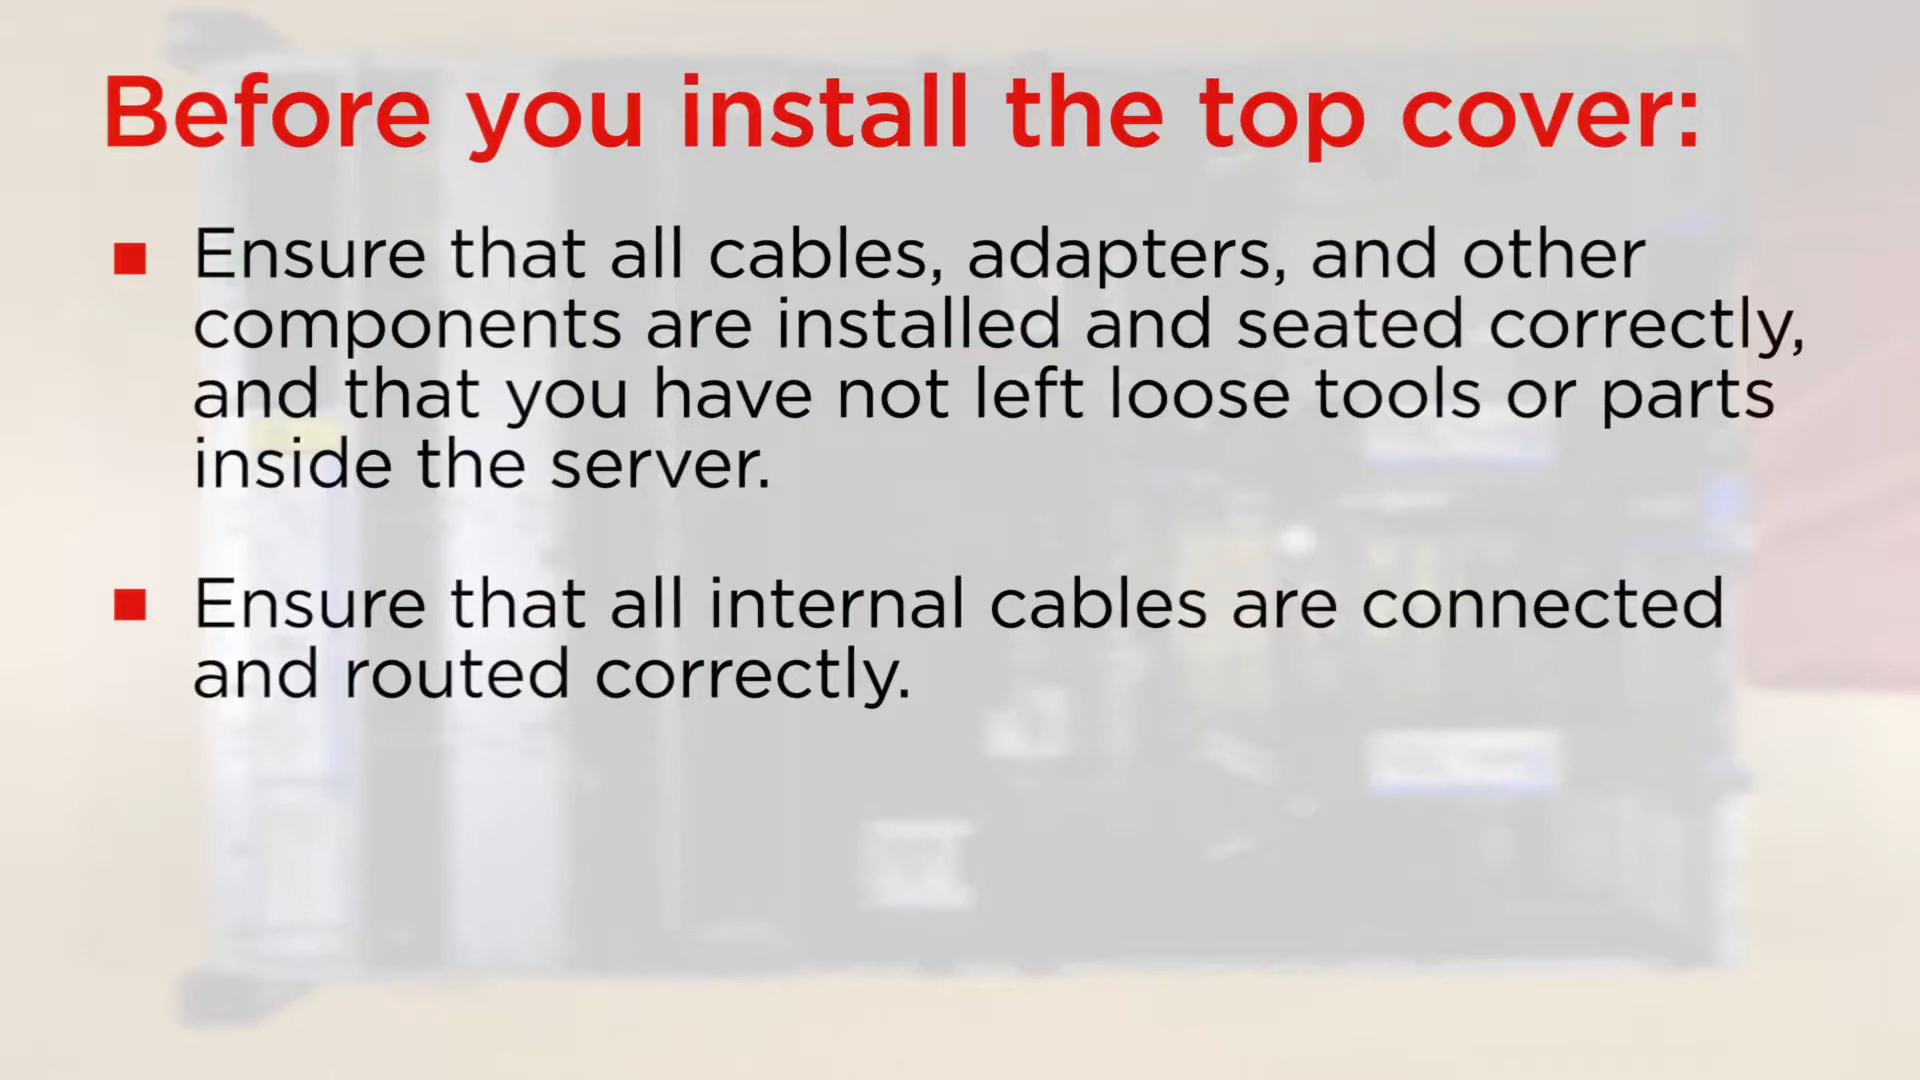 Before you install the top cover:
Ensure that all cables, adapters, and other
components are installed and seated correctly,
and that you have not left loose tools or parts
inside the server.
Ensure that all internal cables are connected
and routed correctly.